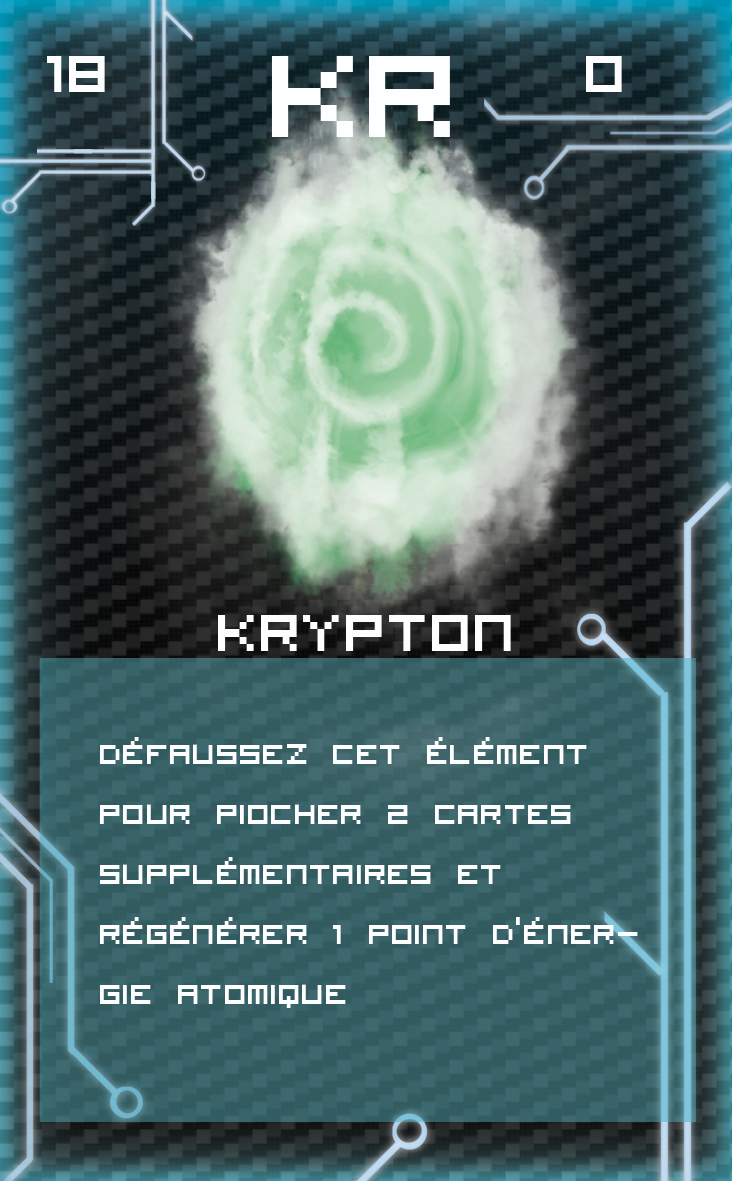 18 KR 0
KRYPTON
DÉFAUSSEZ CET ÉLÉMENT
POUR PIOCHER 2 CARTES
SUPPLÉMENTAIRES ET
RÉGÉNÉRER 1 POINT D'ÉNER-
GIE ATOMIQUE